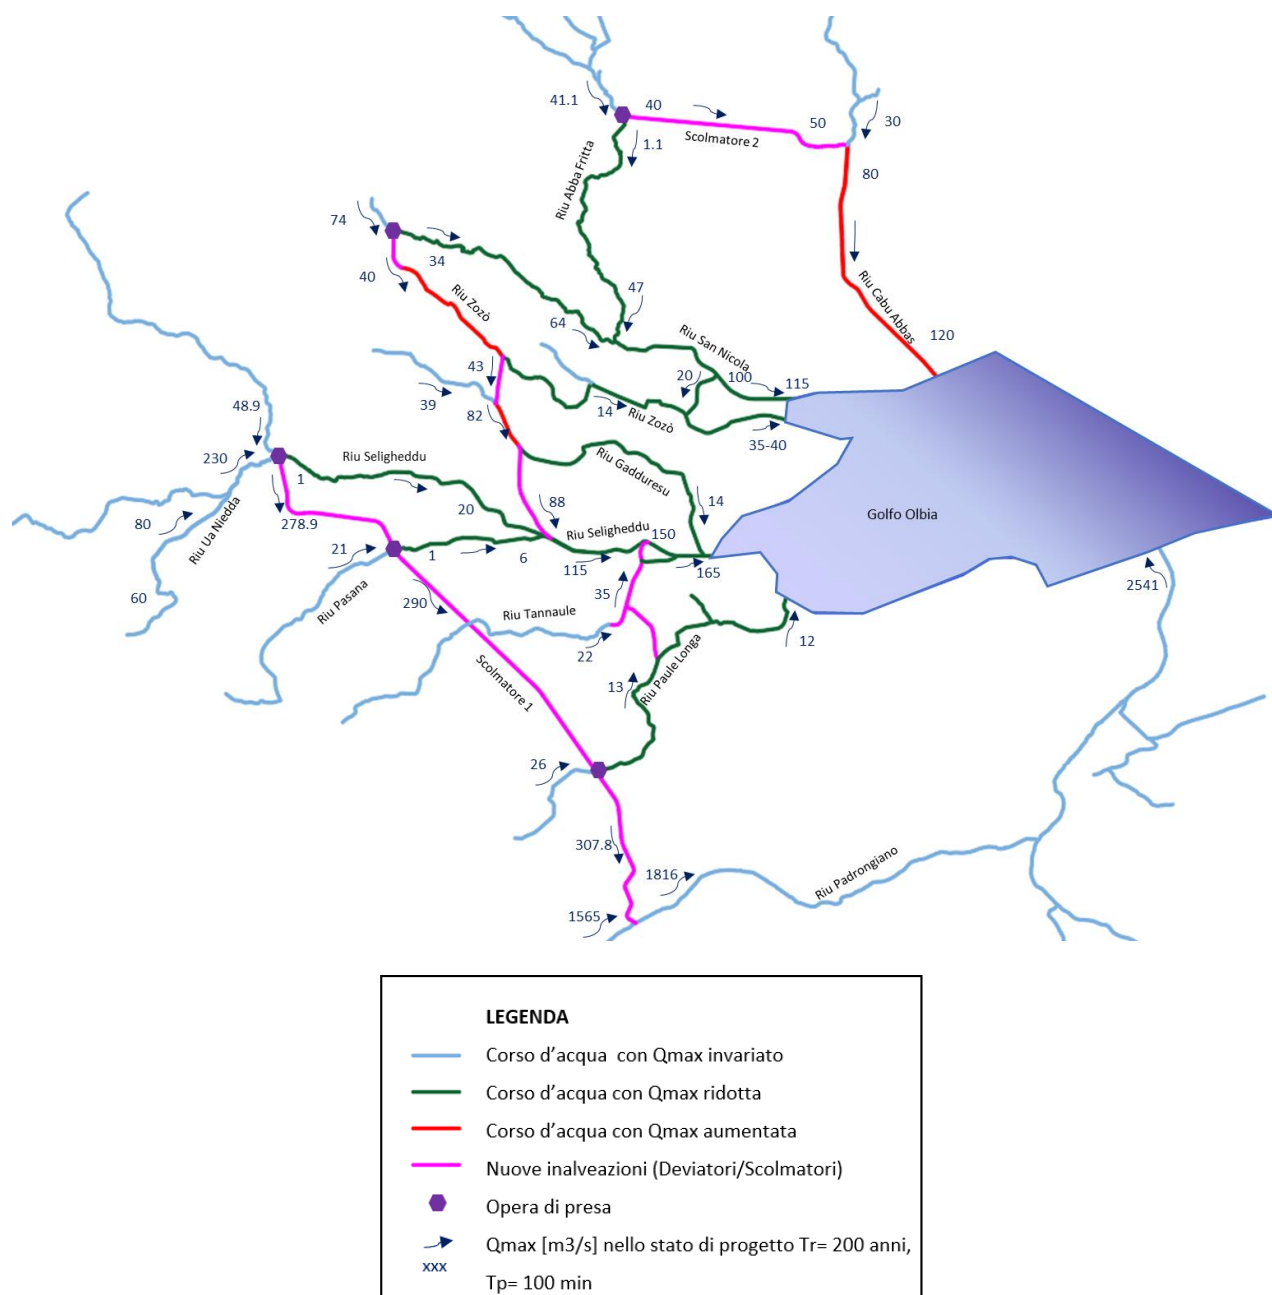 41.1
40
50
30
Scolmatore 2
1.1
80
Riu Abba Fritta
74
34
40
Riu Zozò
47
64
Riu Cabu Abbas
120
Riu San Nicola
43
20
100
115
39
82
14
Riu Zozò
35-40
48.9
230
1
Riu Seligheddu
Riu Gadduresu
20
88
14
Golfo Olbia
80
Riu Ua Niedda
278.9
Riu Seligheddu
150
21
1
6
115
165
2541
60
Riu Pasana
290
35
Riu Tannaule
22
12
Scolmatore 1
13
Riu Paule Longa
26
307.8
1816
Riu Padrongiano
1565
LEGENDA
Corso d’acqua  con Qmax invariato
Corso d’acqua con Qmax ridotta
Corso d’acqua con Qmax aumentata
Nuove inalveazioni (Deviatori/Scolmatori)
Opera di presa
Qmax [m3/s] nello stato di progetto Tr= 200 anni,
xxx
Tp= 100 min